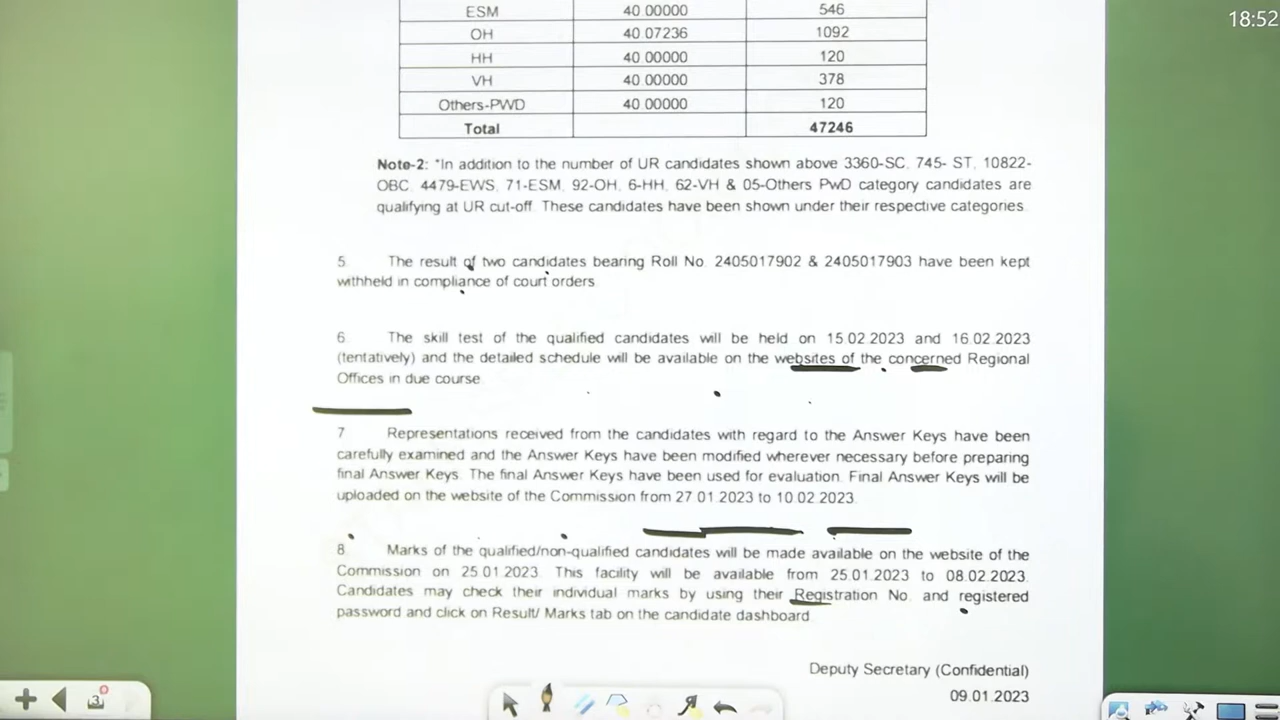 18:52
ESM 40 00000 546
OH 40 07236 1092
HH 40 00000 120
VH 40 00000 378
Others-PWD 40 00000 120
Total 47246
Note-2: *In addition to the number of UR candidates shown above 3360-SC, 745- ST, 10822-
OBC, 4479-EWS, 71-ESM, 92-OH, 6-HH, 62-VH & 05-Others PwD category candidates are
qualifying at UR cut-off. These candidates have been shown under their respective categories.
5. The result of two candidates bearing Roll No. 2405017902 & 2405017903 have been kept
withheld in compliance of court orders.
6. The skill test of the qualified candidates will be held on 15.02.2023 and 16.02.2023
(tentatively) and the detailed schedule will be available on the websites of the concerned Regional
Offices in due course.
7. Representations received from the candidates with regard to the Answer Keys have been
carefully examined and the Answer Keys have been modified wherever necessary before preparing
final Answer Keys. The final Answer Keys have been used for evaluation. Final Answer Keys will be
uploaded on the website of the Commission from 27.01.2023 to 10.02.2023.
8. Marks of the qualified/non-qualified candidates will be made available on the website of the
Commission on 25.01.2023. This facility will be available from 25.01.2023 to 08.02.2023.
Candidates may check their individual marks by using their Registration No. and registered
password and click on Result/ Marks tab on the candidate dashboard
Deputy Secretary (Confidential)
09.01.2023
3